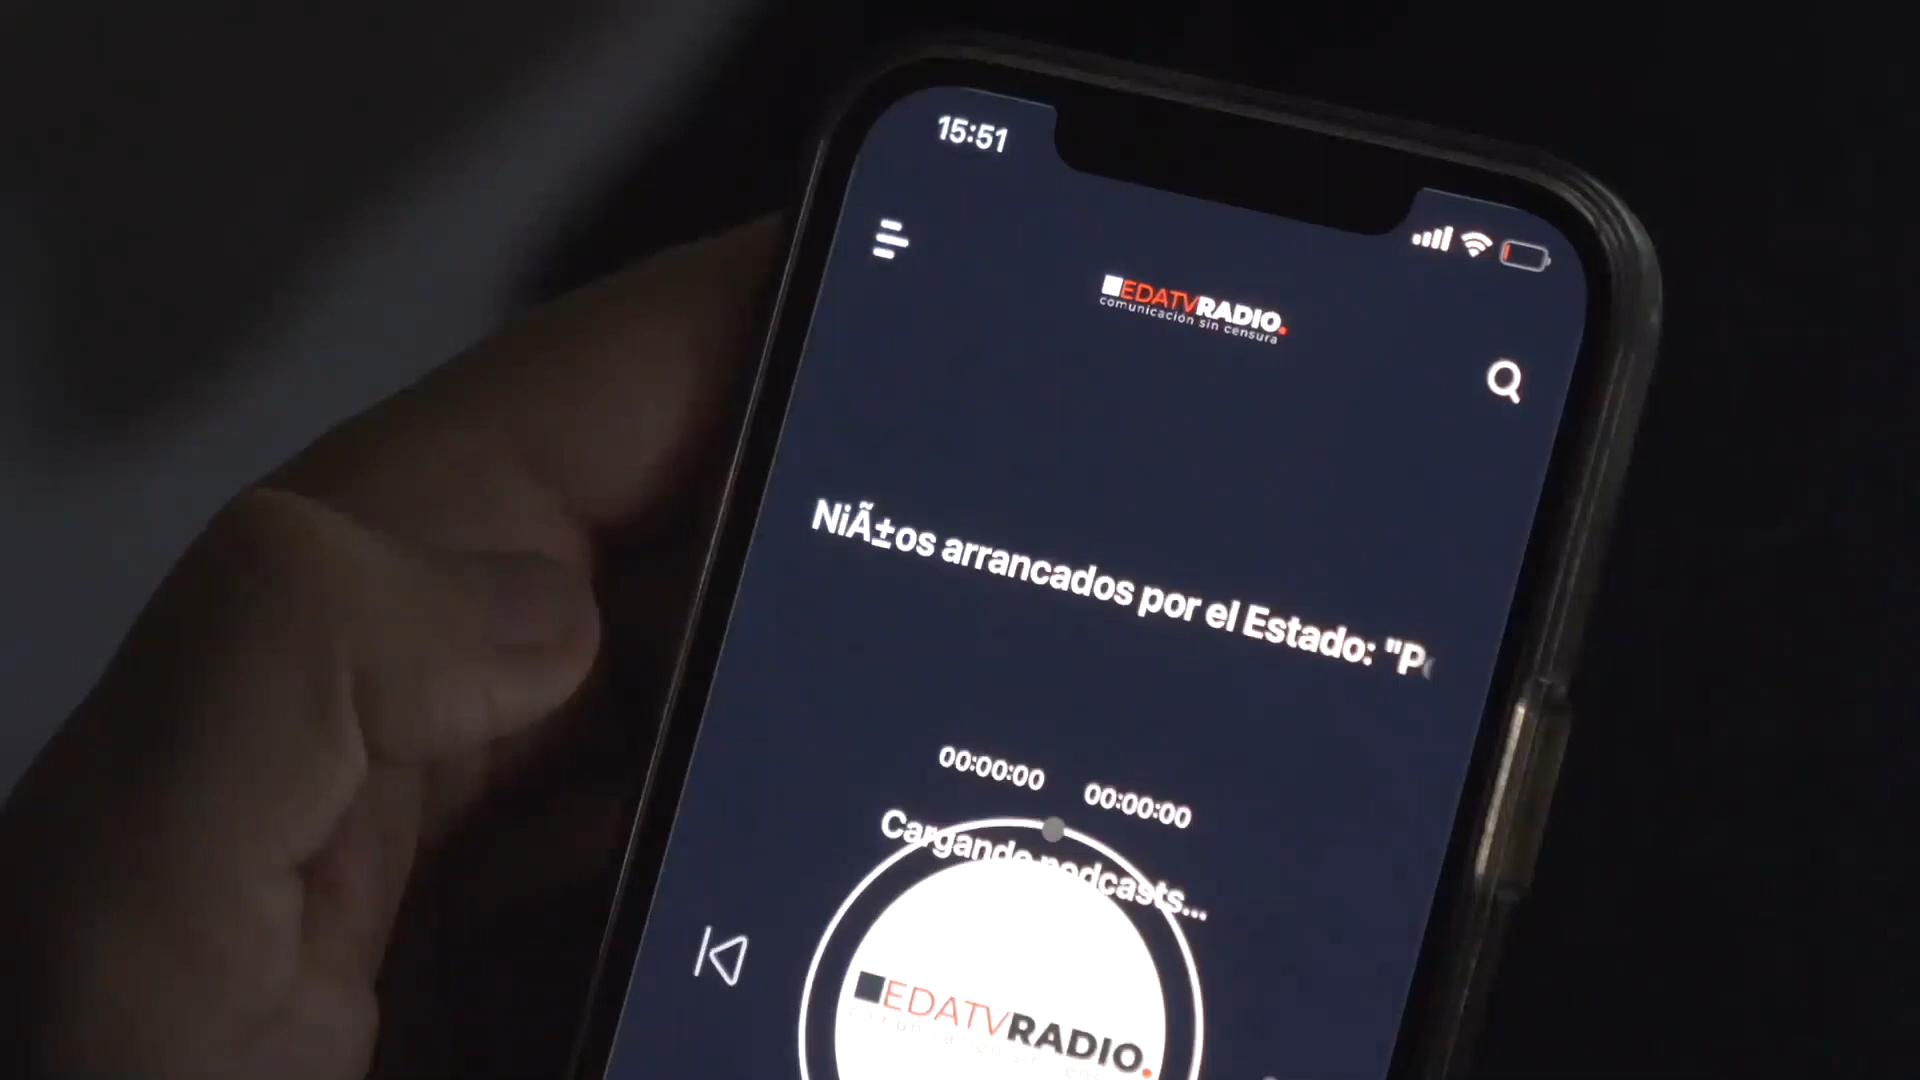 15:51
EDATVRADIO.
comunicación sin censura
NiÃ±os arrancados por el Estado: "P
00:00:00 00:00:00
Cargando podcasts...
EDATVRADIO.